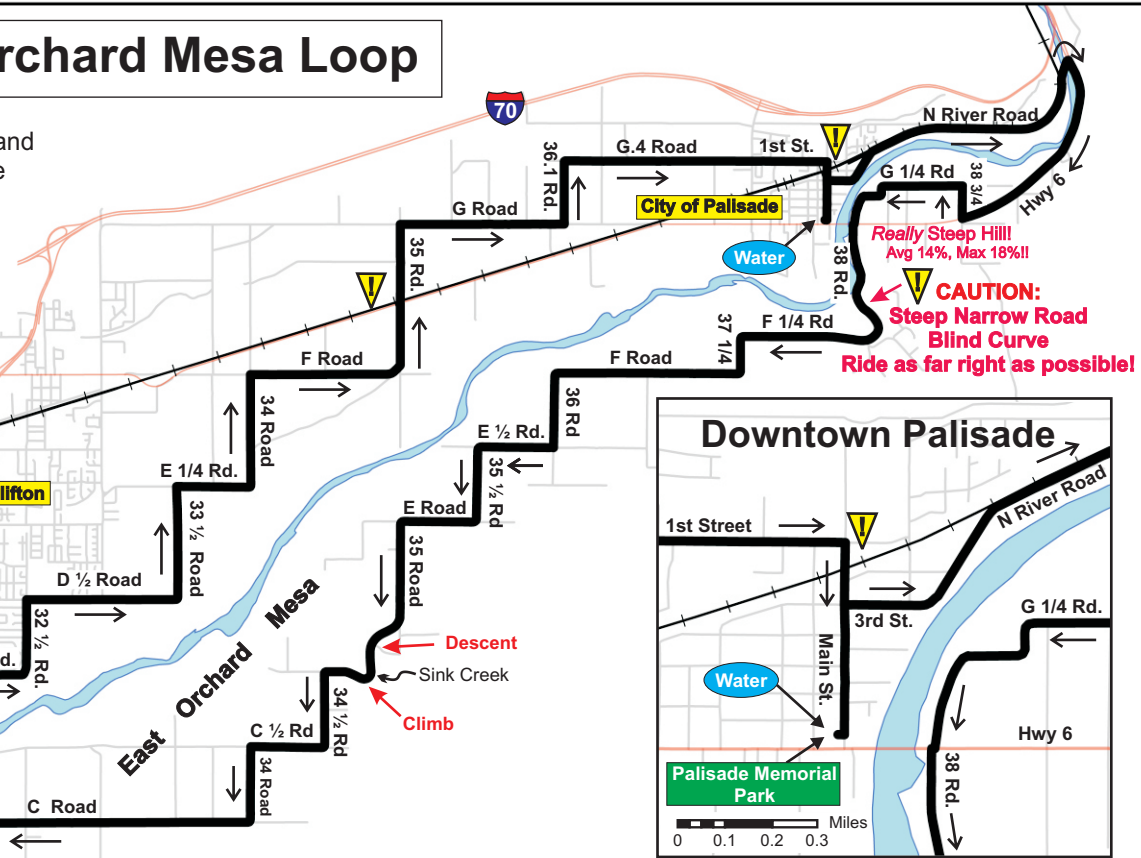 rchard Mesa Loop
and
e
70
N River Road
G.4 Road
1st St.
36.1 Rd.
G 1/4 Rd
38 3/4
Hwy 6
City of Palisade
G Road
Really Steep Hill!
Avg 14%, Max 18%!!
Water
35 Rd.
38 Rd.
CAUTION:
Steep Narrow Road
Blind Curve
Ride as far right as possible!
F 1/4 Rd
37 1/4
F Road
F Road
34 Road
36 Rd
E ½ Rd.
35 ½ Rd
E 1/4 Rd.
lifton
33 ½ Road
E Road
35 Road
D ½ Road
32 ½ Rd.
d.
East Orchard Mesa
Descent
Sink Creek
Climb
34 ½ Rd
C ½ Rd
34 Road
C Road
Downtown Palisade
N River Road
1st Street
3rd St.
G 1/4 Rd.
Main St.
Water
Hwy 6
38 Rd.
Palisade Memorial
Park
Miles
0 0.1 0.2 0.3
!
!
!
!